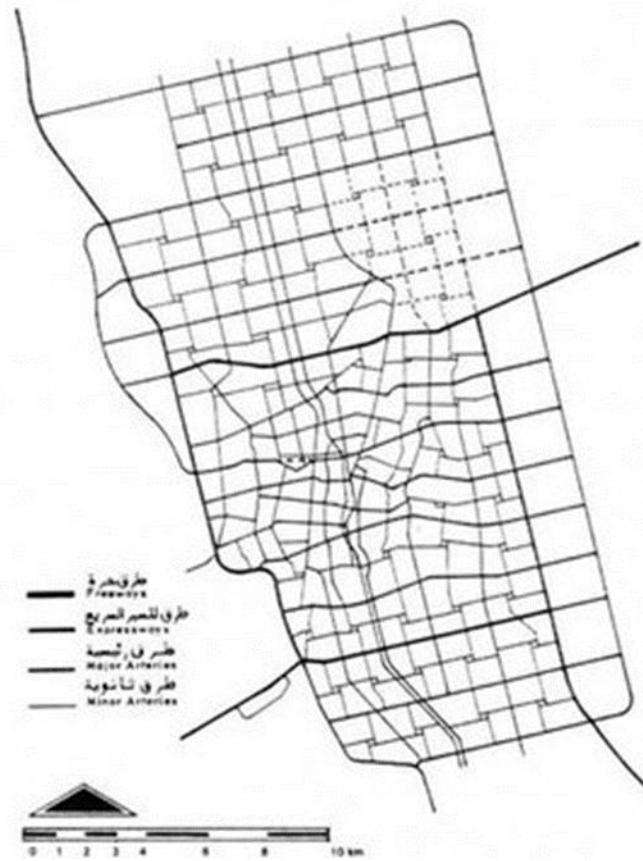 طرق حرة
Freeways
طرق للسير السريع
Expressways
طرق رئيسية
Major Arteries
طرق ثانوية
Minor Arteries
0 1 2 3 4 6 8 10 km